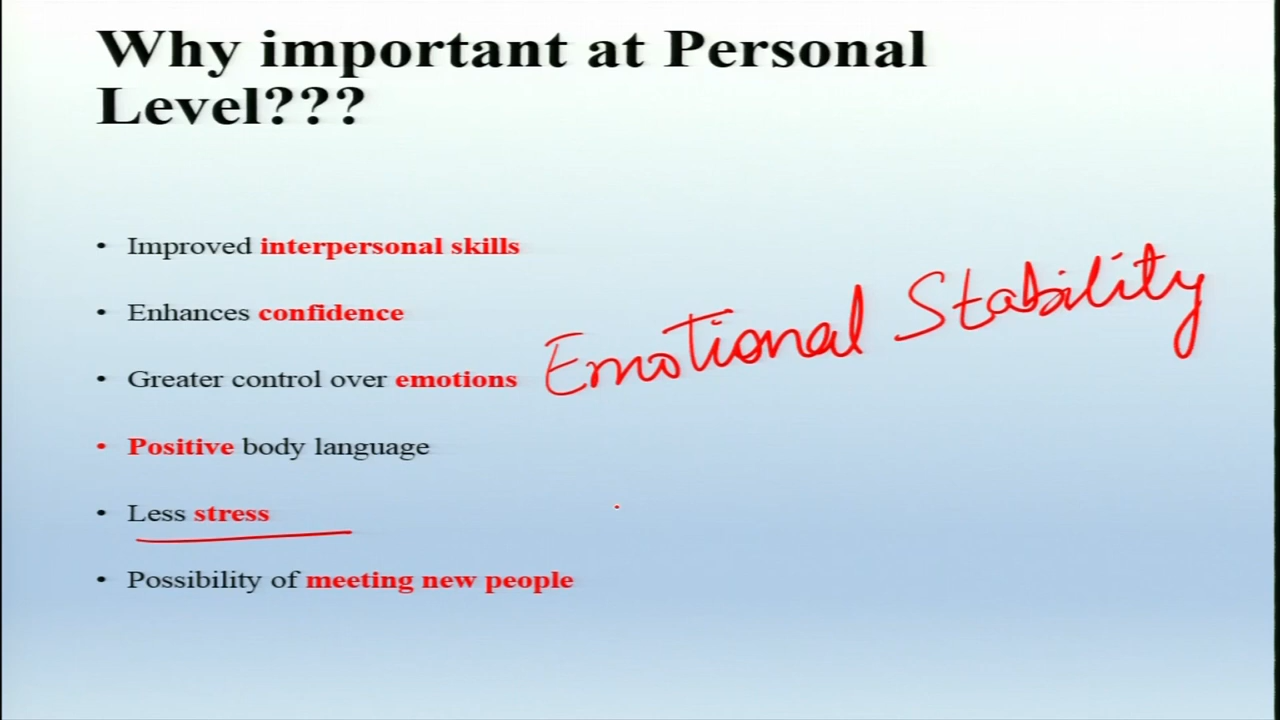 Why important at Personal
Level???
• Improved interpersonal skills
• Enhances confidence
• Greater control over emotions
Emotional Stability
• Positive body language
• Less stress
• Possibility of meeting new people